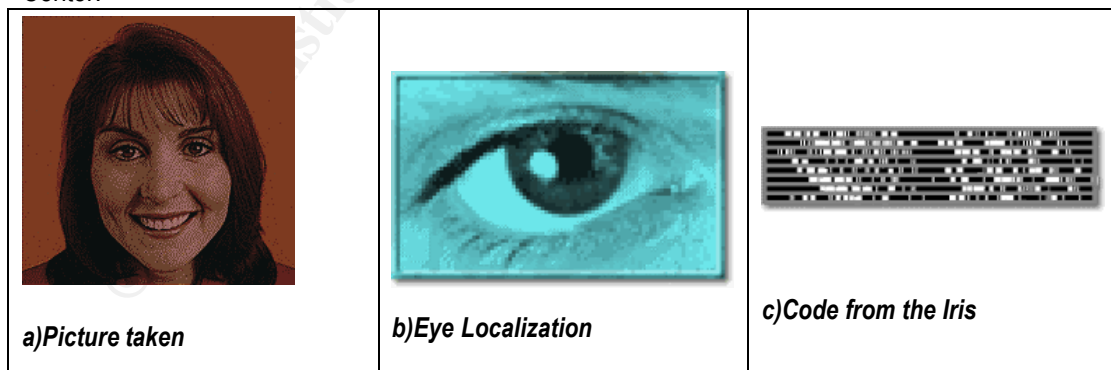 a)Picture taken
b)Eye Localization
c)Code from the Iris